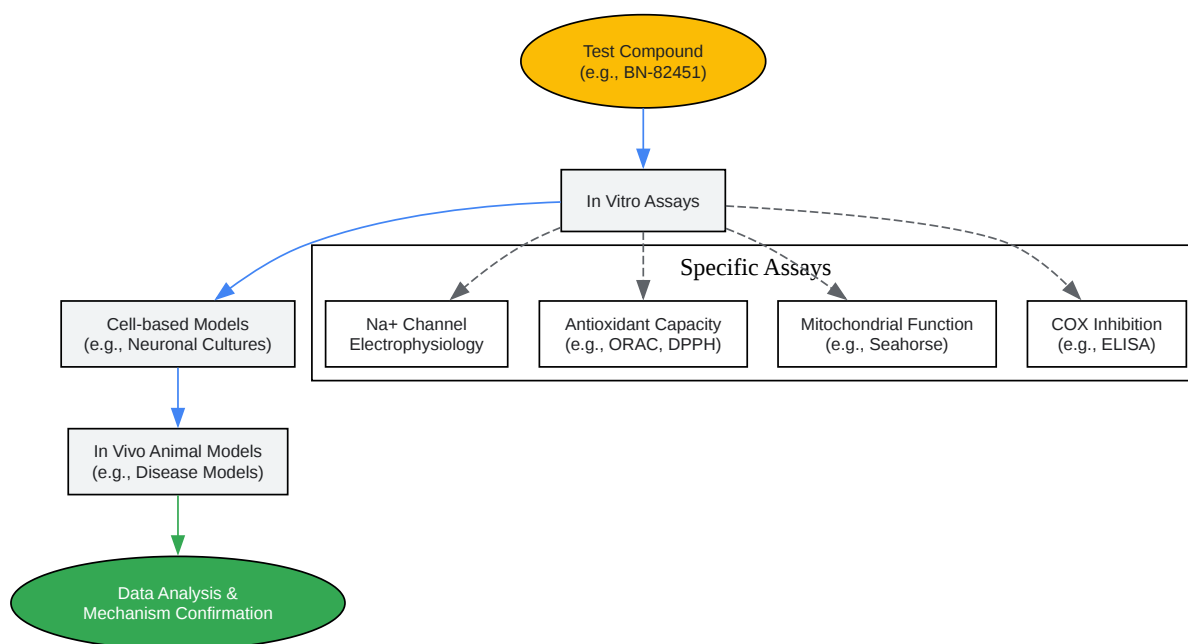 Test Compound
(e.g., BN-82451)
In Vitro Assays
Specific Assays
Cell-based Models
(e.g., Neuronal Cultures)
Na+ Channel
Electrophysiology
Antioxidant Capacity
(e.g., ORAC, DPPH)
Mitochondrial Function
(e.g., Seahorse)
COX Inhibition
(e.g., ELISA)
In Vivo Animal Models
(e.g., Disease Models)
Data Analysis &
Mechanism Confirmation